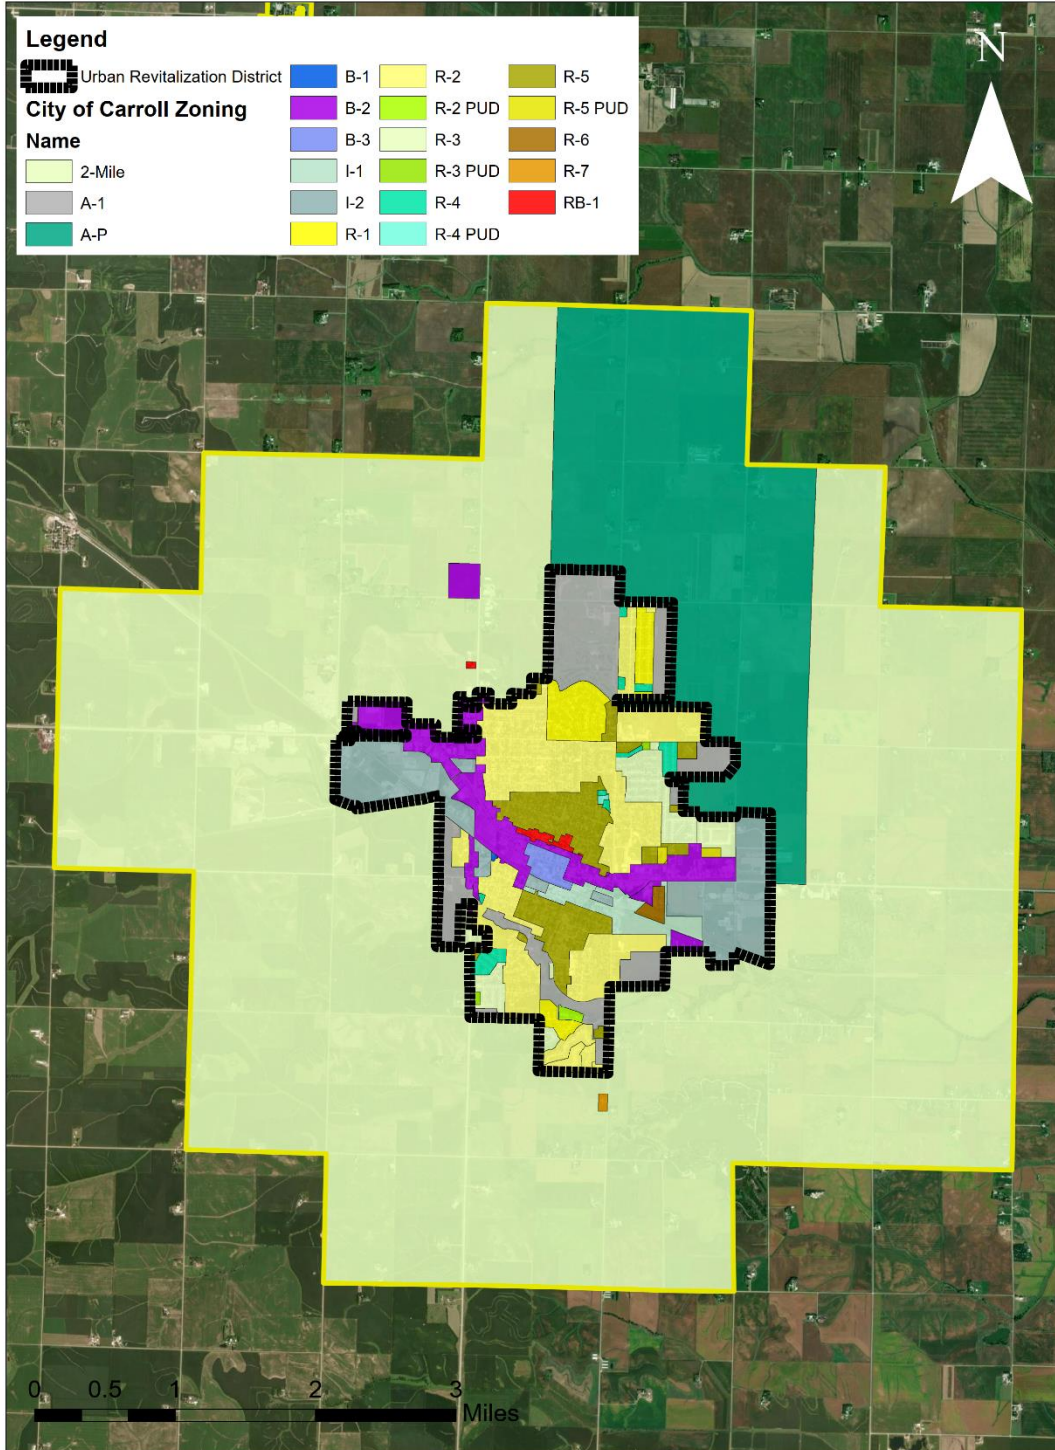 Legend
Urban Revitalization District
City of Carroll Zoning
Name
2-Mile
A-1
A-P
B-1
B-2
B-3
I-1
I-2
R-1
R-2
R-2 PUD
R-3
R-3 PUD
R-4
R-4 PUD
R-5
R-5 PUD
R-6
R-7
RB-1
N
0 0.5 1 2 3
Miles